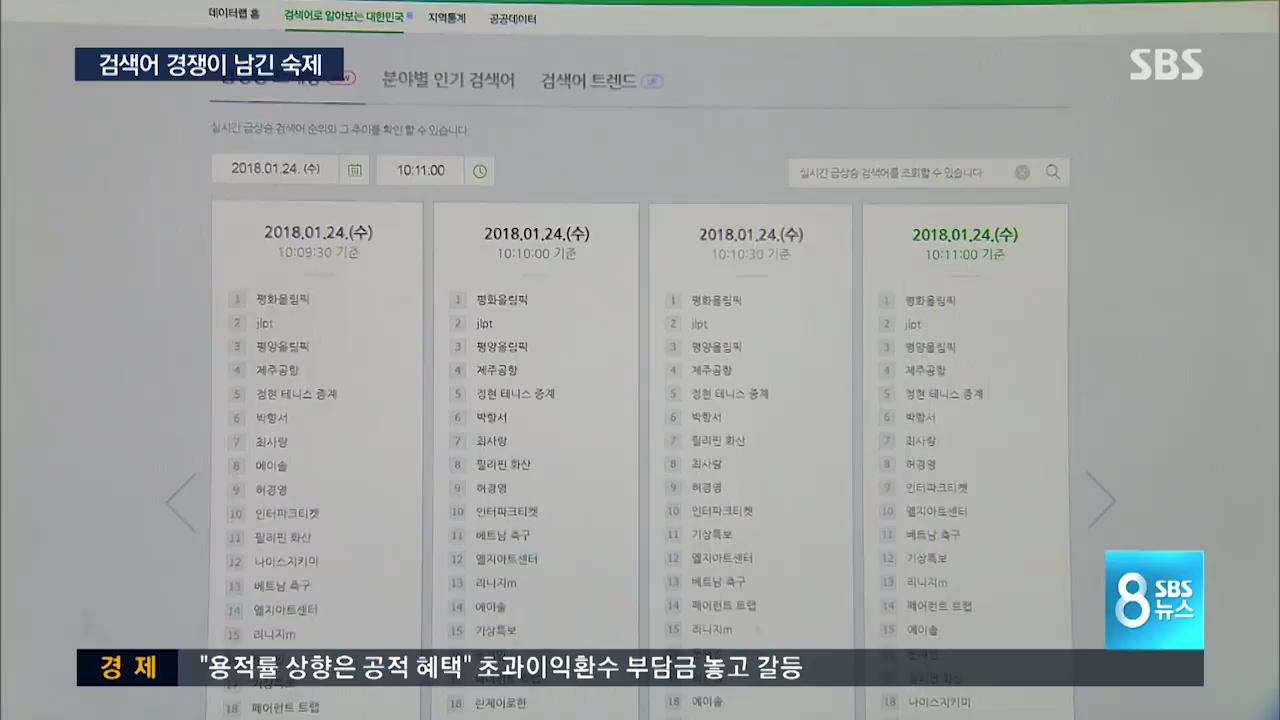 데이터랩 홈 검색어로 알아보는 대한민국 지역통계 공공데이터
검색어 경쟁이 남긴 숙제
SBS
분야별 인기 검색어 검색어 트렌드 UP
실시간 급상승 검색어 순위와 그 추이를 확인 할 수 있습니다
2018.01.24. (수) 10:11:00
실시간 급상승 검색어를 조회할 수 있습니다
2018.01.24.(수)
10:09:30 기준
1 평화올림픽
2 jlpt
3 평양올림픽
4 제주공항
5 정현 테니스 중계
6 박항서
7 최사랑
8 에이솔
9 허경영
10 인터파크티켓
11 필리핀 화산
12 나이스지키미
13 베트남 축구
14 엘지아트센터
15 리니지m
17 기상특보
18 페어런트 트랩
2018.01.24.(수)
10:10:00 기준
1 평화올림픽
2 jlpt
3 평양올림픽
4 제주공항
5 정현 테니스 중계
6 박항서
7 최사랑
8 필리핀 화산
9 허경영
10 인터파크티켓
11 베트남 축구
12 엘지아트센터
13 리니지m
14 에이솔
15 기상특보
18 린제이로한
2018.01.24.(수)
10:10:30 기준
1 평화올림픽
2 jlpt
3 평양올림픽
4 제주공항
5 정현 테니스 중계
6 박항서
7 필리핀 화산
8 최사랑
9 허경영
10 인터파크티켓
11 기상특보
12 엘지아트센터
13 베트남 축구
14 페어런트 트랩
15 리니지m
18 에이솔
2018.01.24.(수)
10:11:00 기준
1 평화올림픽
2 jlpt
3 평양올림픽
4 제주공항
5 정현 테니스 중계
6 박항서
7 최사랑
8 허경영
9 인터파크티켓
10 엘지아트센터
11 베트남 축구
12 기상특보
13 리니지m
14 페어런트 트랩
15 에이솔
18 나이스지키미
8 SBS 뉴스
경제 "용적률 상향은 공적 혜택" 초과이익환수 부담금 놓고 갈등